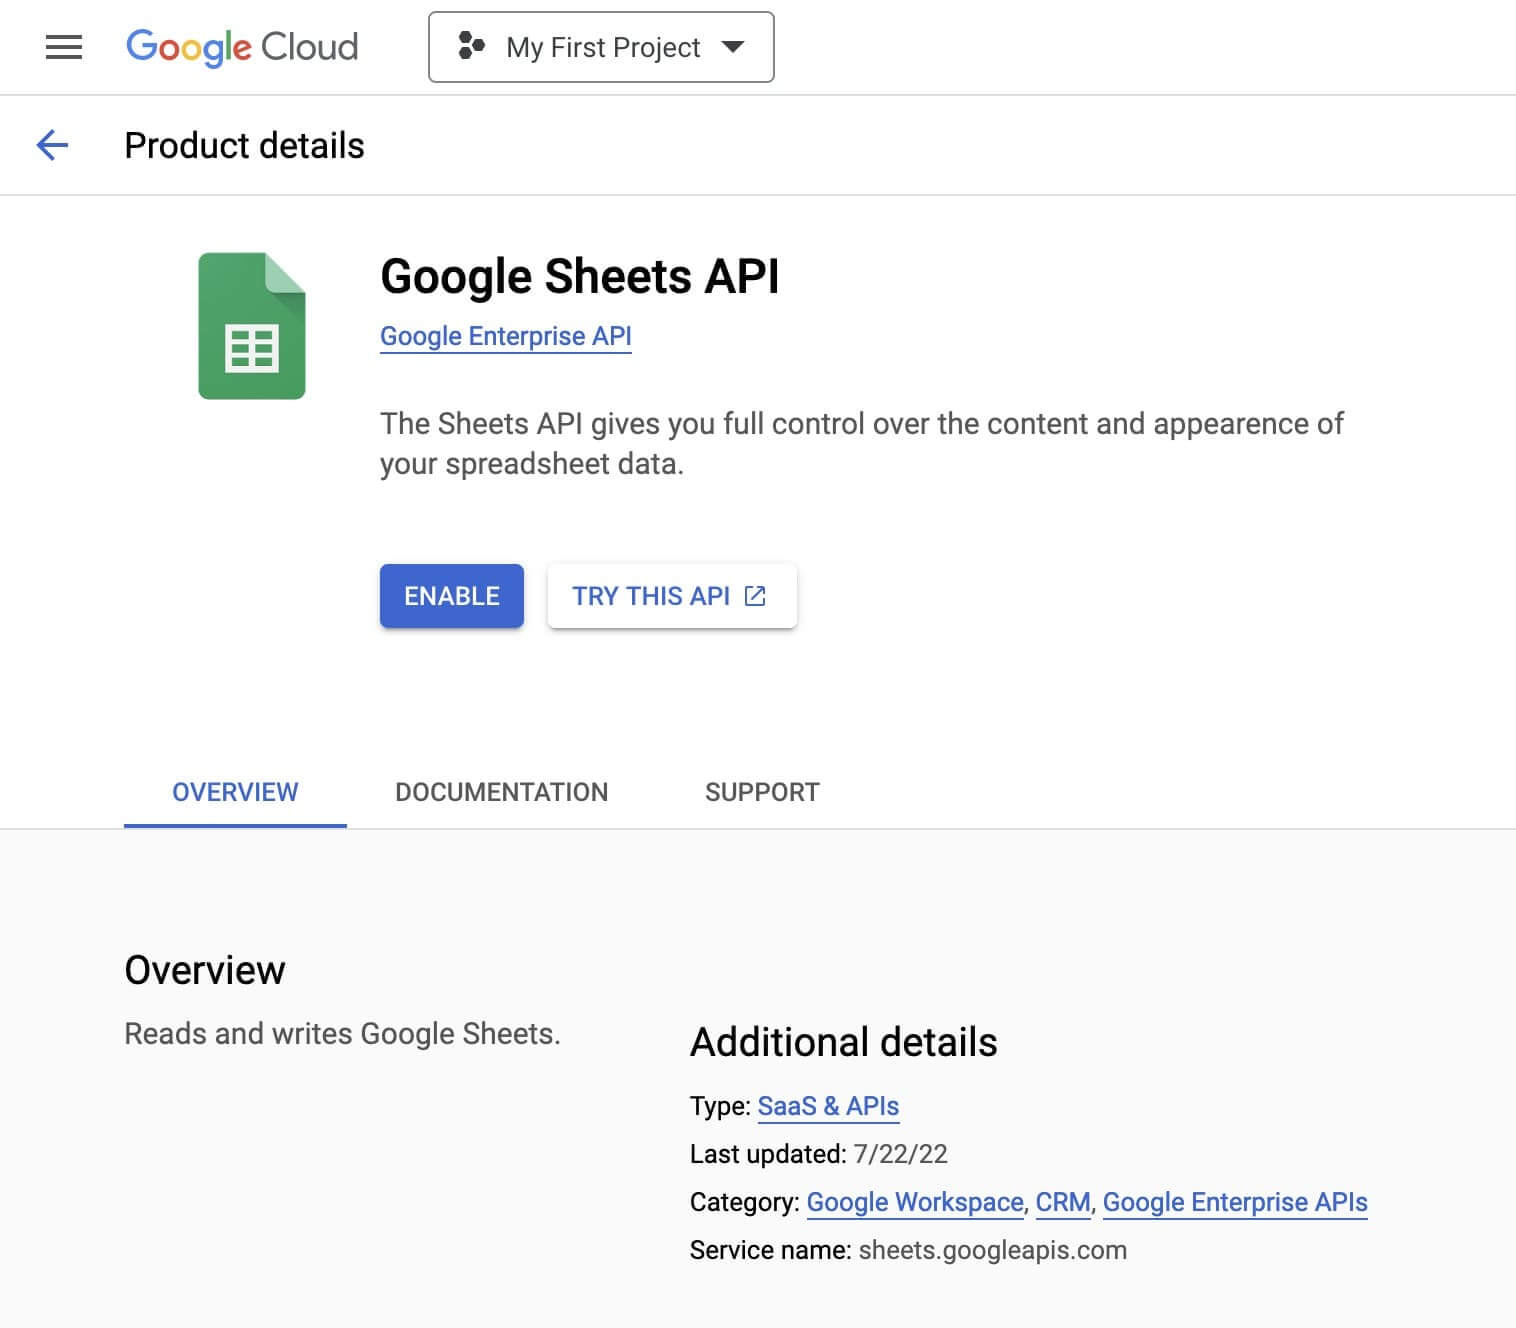 Google Cloud
My First Project
Product details
Google Sheets API
Google Enterprise API
The Sheets API gives you full control over the content and appearence of
your spreadsheet data.
ENABLE
TRY THIS API
OVERVIEW
DOCUMENTATION
SUPPORT
Overview
Reads and writes Google Sheets.
Additional details
Type: SaaS & APIs
Last updated: 7/22/22
Category: Google Workspace, CRM, Google Enterprise APIs
Service name: sheets.googleapis.com